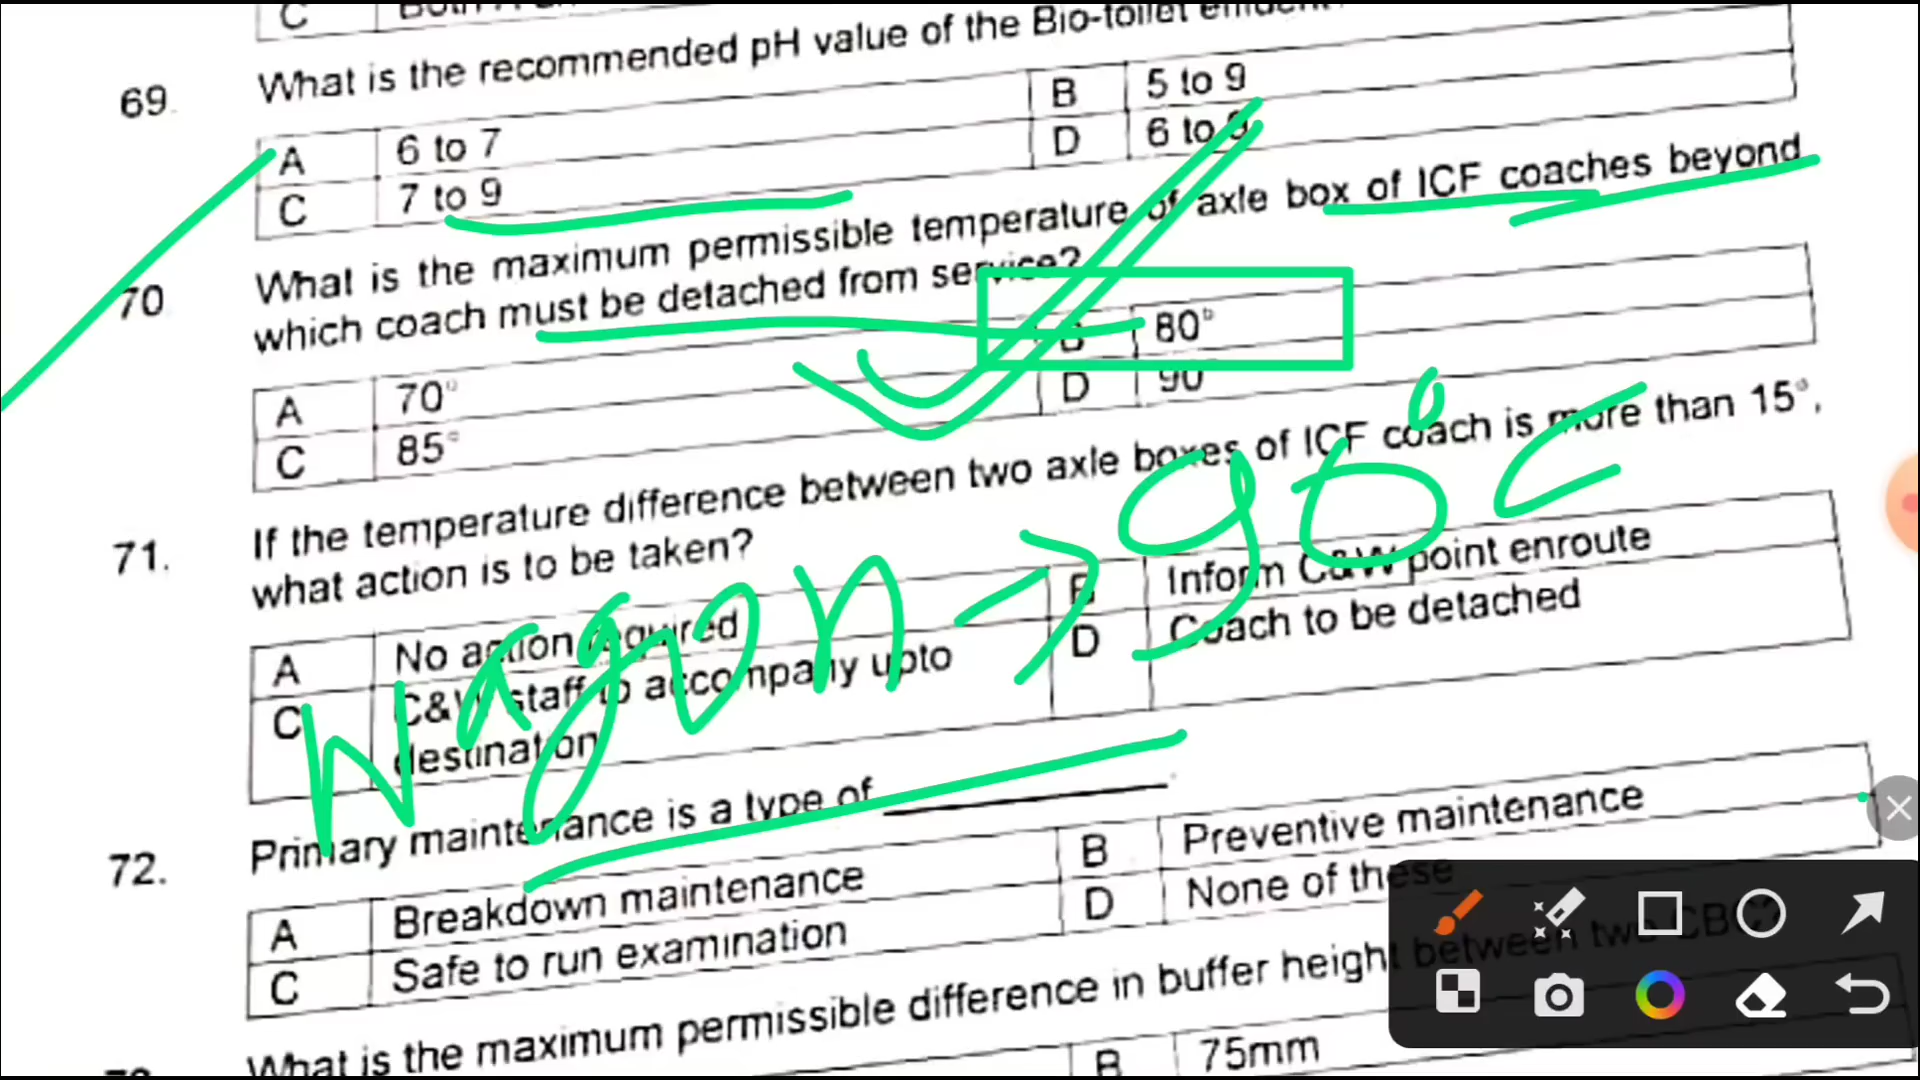 C
69.
What is the recommended pH value of the Bio-toilet
A 6 to 7 B 5 to 9
C 7 to 9 D 6 to 9
70
What is the maximum permissible temperature of axle box of ICF coaches beyond
which coach must be detached from service?
A 70° B 80°
C 85° D 90
71.
If the temperature difference between two axle boxes of ICF coach is more than 15°,
what action is to be taken?
A No action required B Inform C&W point enroute
C C&W staff to accompany upto D Coach to be detached
destination
Wagon → 90°C
72.
Primary maintenance is a type of
A Breakdown maintenance B Preventive maintenance
C Safe to run examination D None of these
What is the maximum permissible difference in buffer height between two CBC?
B 75mm